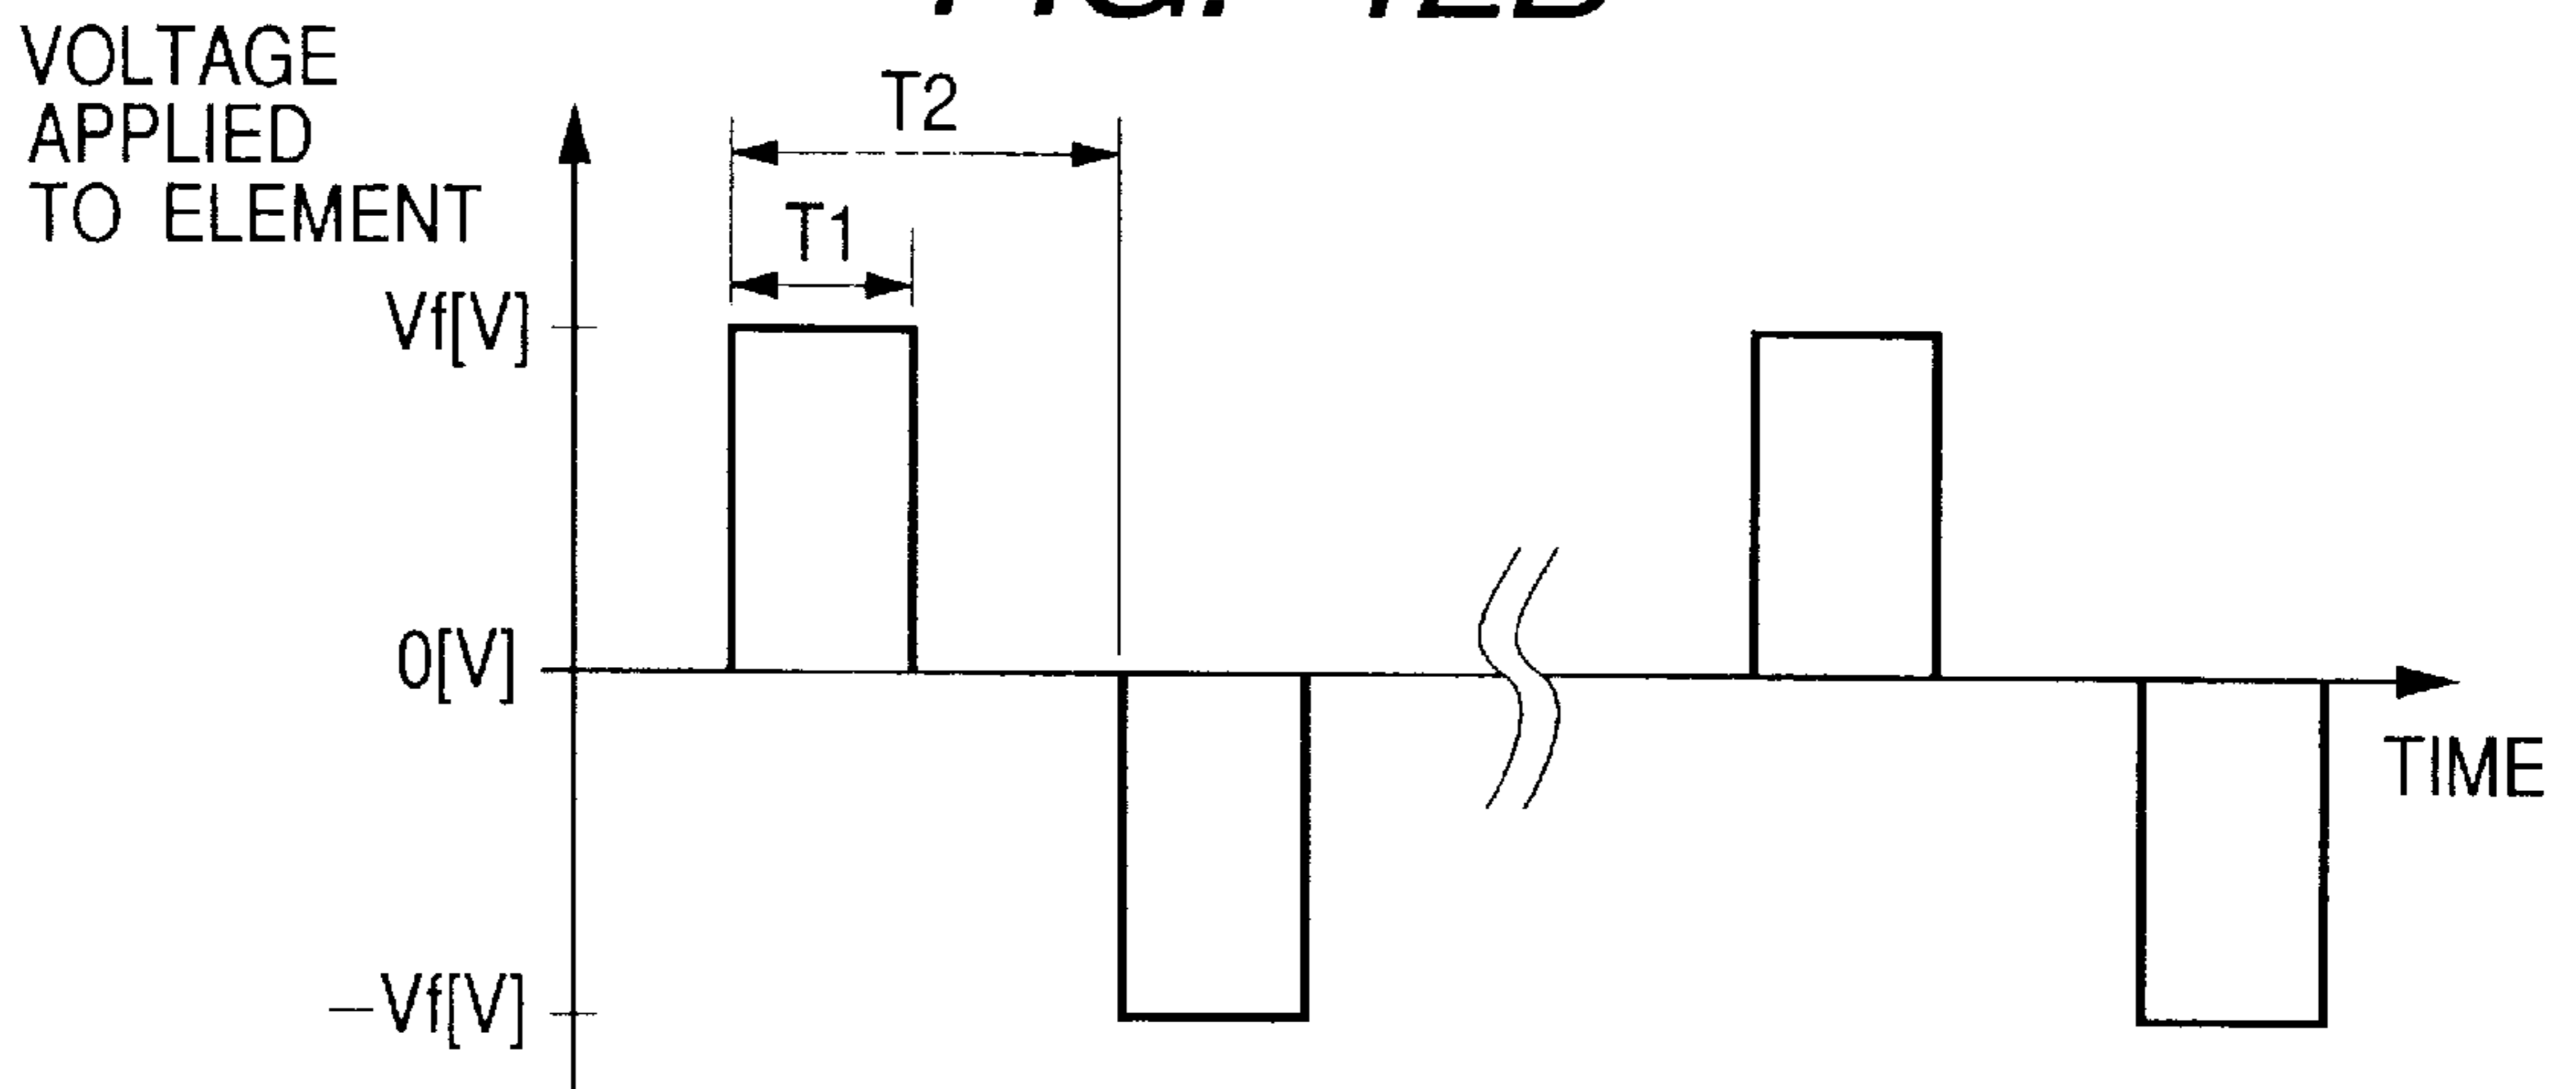 VOLTAGE
APPLIED
TO ELEMENT
T2
T1
Vf[V]
0[V]
TIME
−Vf[V]